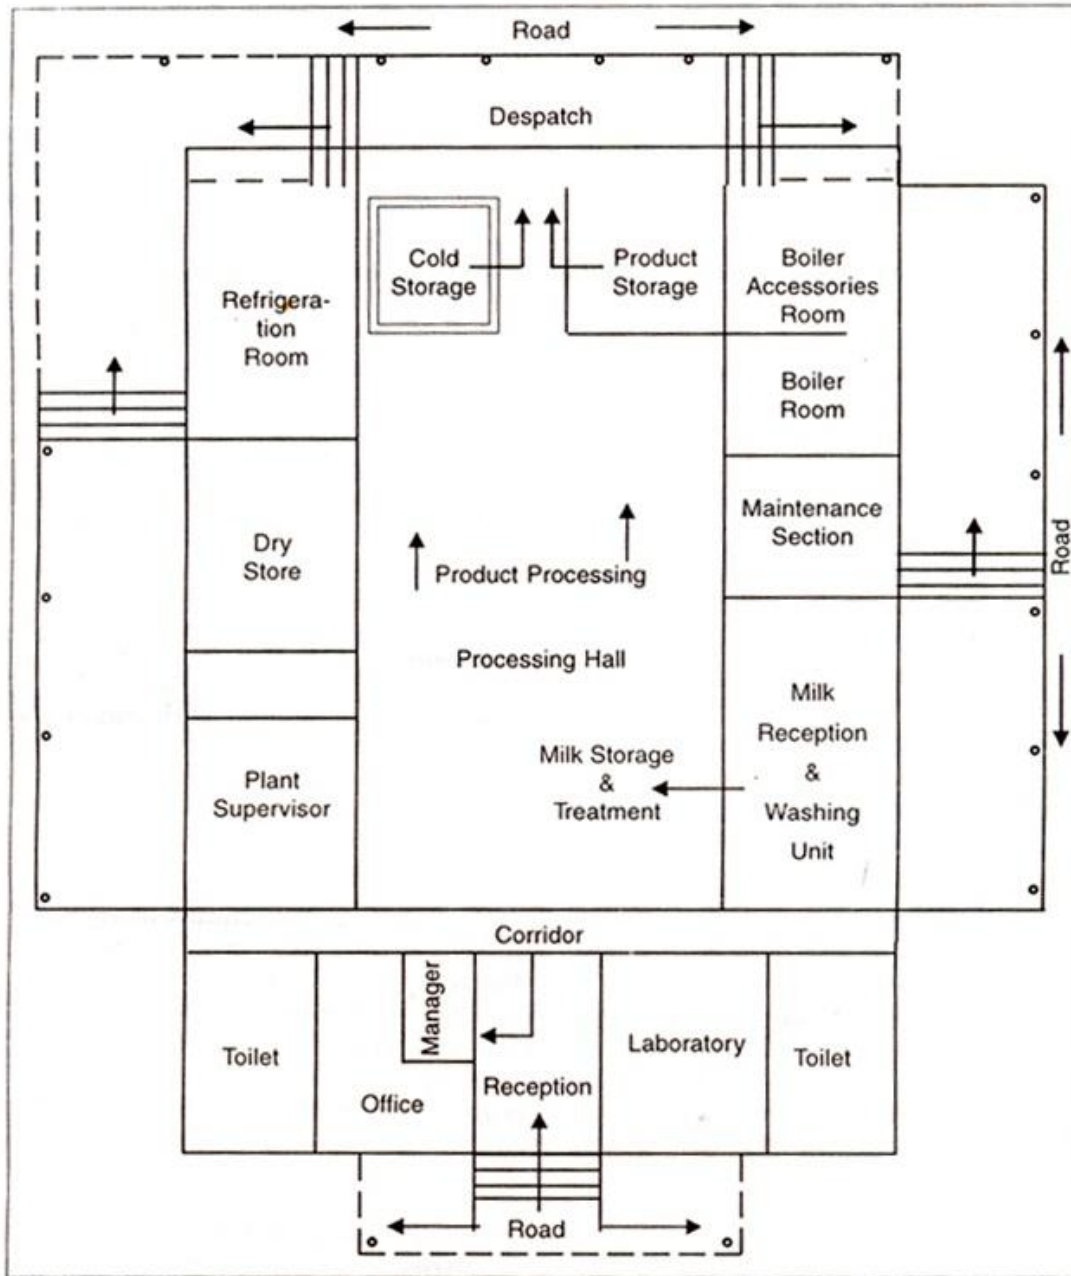 Road
Despatch
Cold
Storage
Product
Storage
Boiler
Accessories
Room
Refrigera-
tion
Room
Boiler
Room
Maintenance
Section
Road
Dry
Store
Product Processing
Processing Hall
Milk
Reception
&
Washing
Unit
Milk Storage
&
Treatment
Plant
Supervisor
Corridor
Toilet
Manager
Office
Reception
Laboratory
Toilet
Road